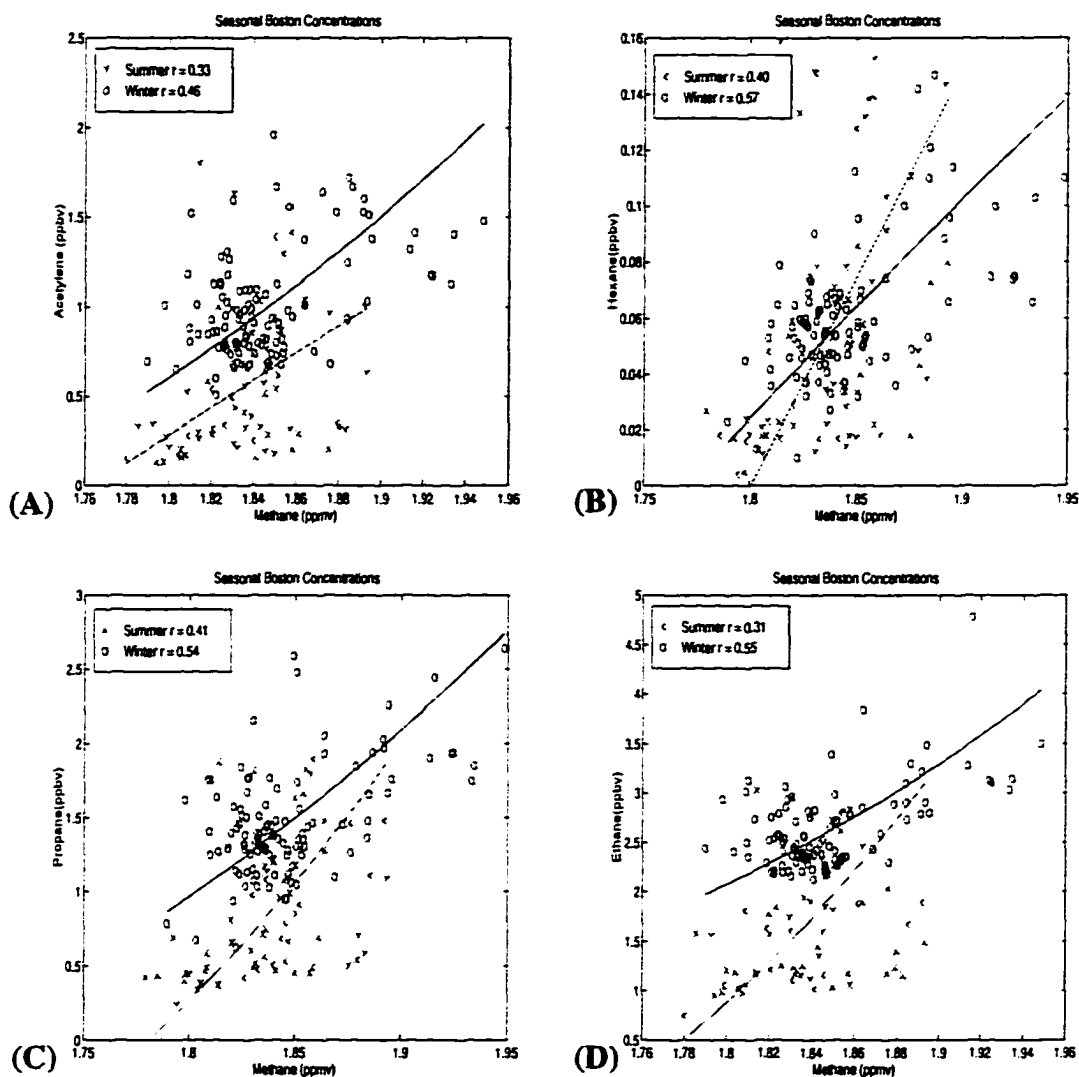 Seasonal Boston Concentrations
2.5
2
1.5
1
0.5
0
Acetylene (ppbv)
Summer r = 0.33
Winter r = 0.46
1.76 1.78 1.8 1.82 1.84 1.86 1.88 1.9 1.92 1.94 1.96
Methane (ppmv)
(A)
Seasonal Boston Concentrations
0.16
0.14
0.12
0.1
0.08
0.06
0.04
0.02
0
Hexane(ppbv)
Summer r = 0.40
Winter r = 0.57
1.75 1.8 1.85 1.9 1.95
Methane (ppmv)
(B)
Seasonal Boston Concentrations
3
2.5
2
1.5
1
0.5
0
Propane(ppbv)
Summer r = 0.41
Winter r = 0.54
1.75 1.8 1.85 1.9 1.95
Methane (ppmv)
(C)
Seasonal Boston Concentrations
5
4.5
4
3.5
3
2.5
2
1.5
1
0.5
Ethane(ppbv)
Summer r = 0.31
Winter r = 0.55
1.76 1.78 1.8 1.82 1.84 1.86 1.88 1.9 1.92 1.94 1.96
Methane (ppmv)
(D)